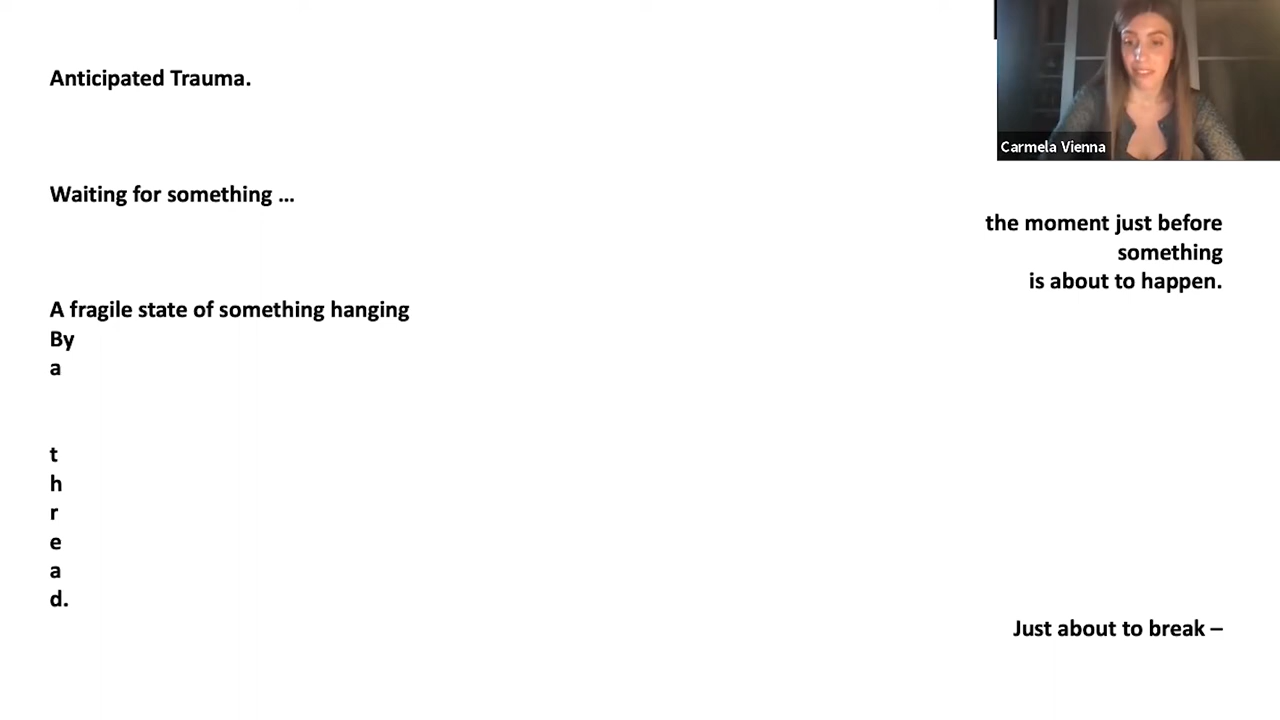 Anticipated Trauma.
Carmela Vienna
Waiting for something ...
the moment just before
something
is about to happen.
A fragile state of something hanging
By
a
t
h
r
e
a
d.
Just about to break –